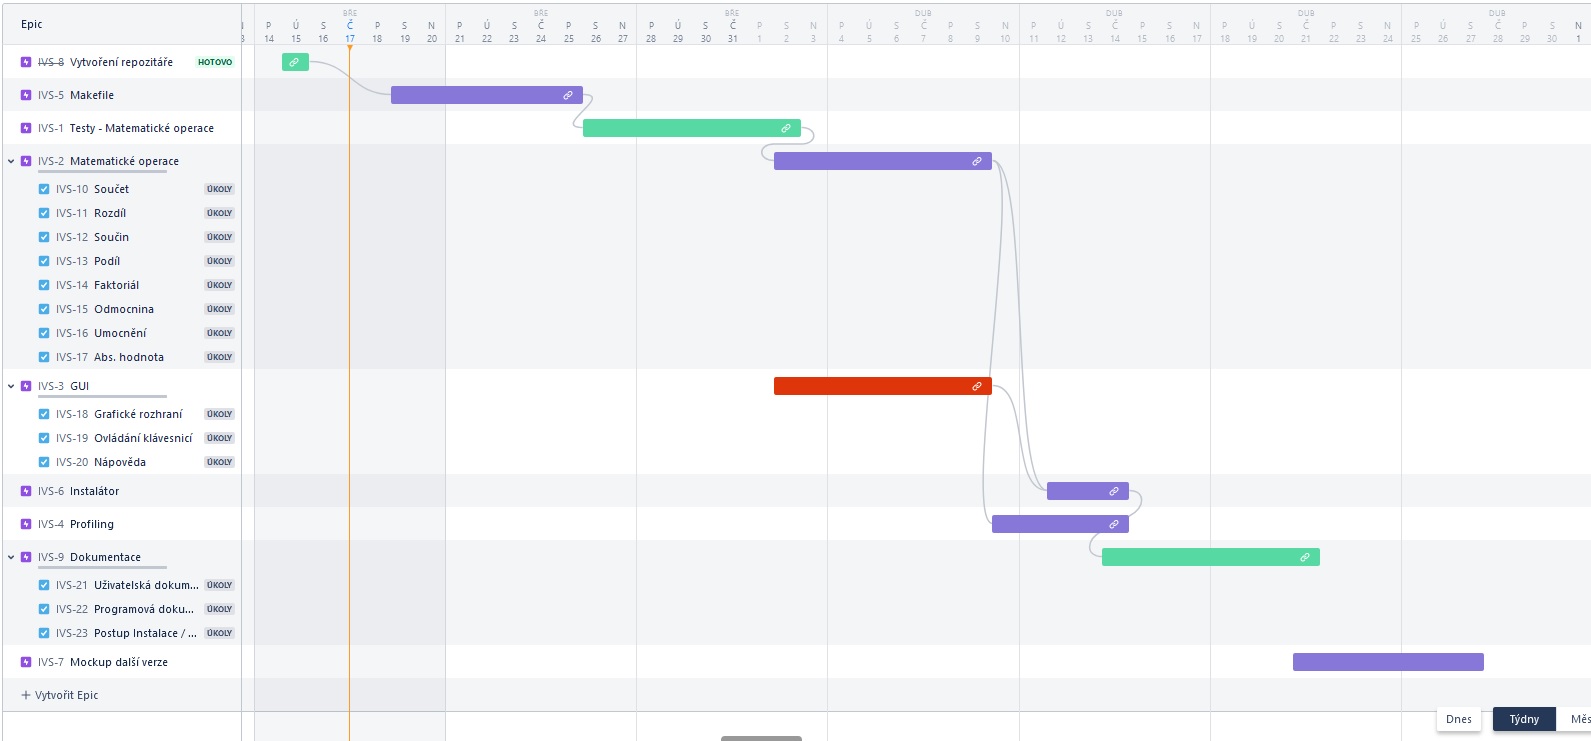 Epic
BŘE BŘE BŘE DUB DUB DUB DUB
P Ú S Č P S N P Ú S Č P S N P Ú S Č P S N P Ú S Č P S N P Ú S Č P S N P Ú S Č P S N P Ú S Č P S N
3 14 15 16 17 18 19 20 21 22 23 24 25 26 27 28 29 30 31 1 2 3 4 5 6 7 8 9 10 11 12 13 14 15 16 17 18 19 20 21 22 23 24 25 26 27 28 29 30 1
IVS-8 Vytvoření repozitáře HOTOVO
IVS-5 Makefile
IVS-1 Testy - Matematické operace
IVS-2 Matematické operace
IVS-10 Součet ÚKOLY
IVS-11 Rozdíl ÚKOLY
IVS-12 Součin ÚKOLY
IVS-13 Podíl ÚKOLY
IVS-14 Faktoriál ÚKOLY
IVS-15 Odmocnina ÚKOLY
IVS-16 Umocnění ÚKOLY
IVS-17 Abs. hodnota ÚKOLY
IVS-3 GUI
IVS-18 Grafické rozhraní ÚKOLY
IVS-19 Ovládání klávesnicí ÚKOLY
IVS-20 Nápověda ÚKOLY
IVS-6 Instalátor
IVS-4 Profiling
IVS-9 Dokumentace
IVS-21 Uživatelská dokum... ÚKOLY
IVS-22 Programová doku... ÚKOLY
IVS-23 Postup Instalace / ... ÚKOLY
IVS-7 Mockup další verze
+ Vytvořit Epic
Dnes Týdny Měs